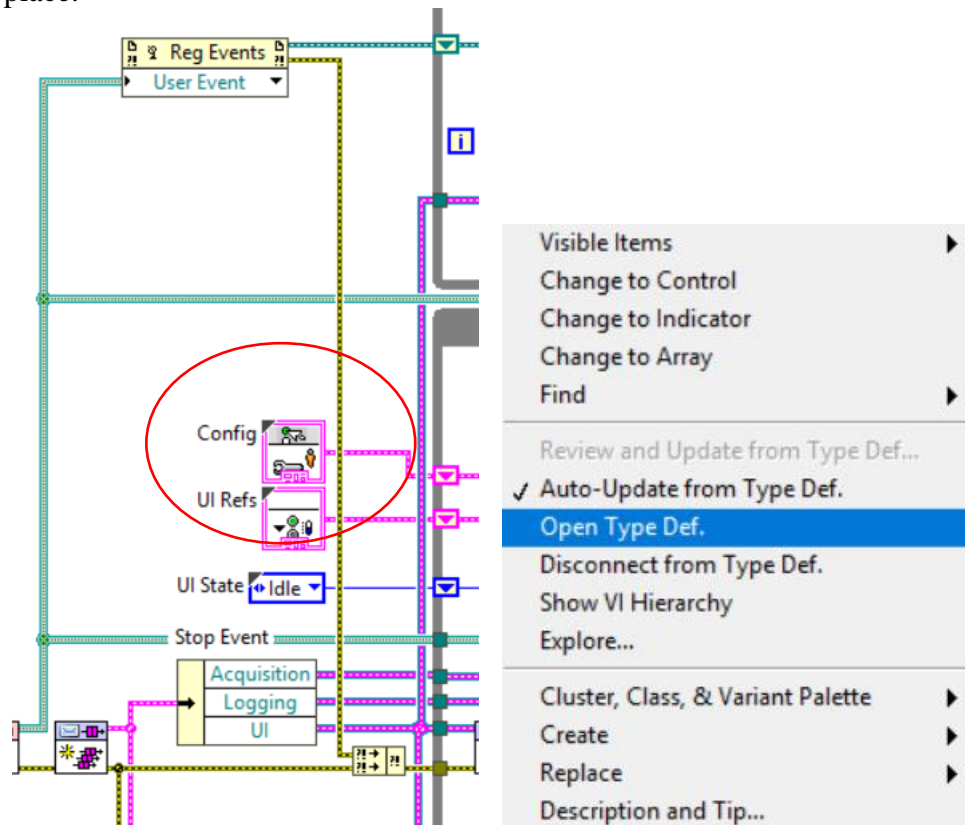 place.
Reg Events
User Event
i
Config
UI Refs
UI State
Idle
Stop Event
Acquisition
Logging
UI
Visible Items
Change to Control
Change to Indicator
Change to Array
Find
Review and Update from Type Def...
✓ Auto-Update from Type Def.
Open Type Def.
Disconnect from Type Def.
Show VI Hierarchy
Explore...
Cluster, Class, & Variant Palette
Create
Replace
Description and Tip...